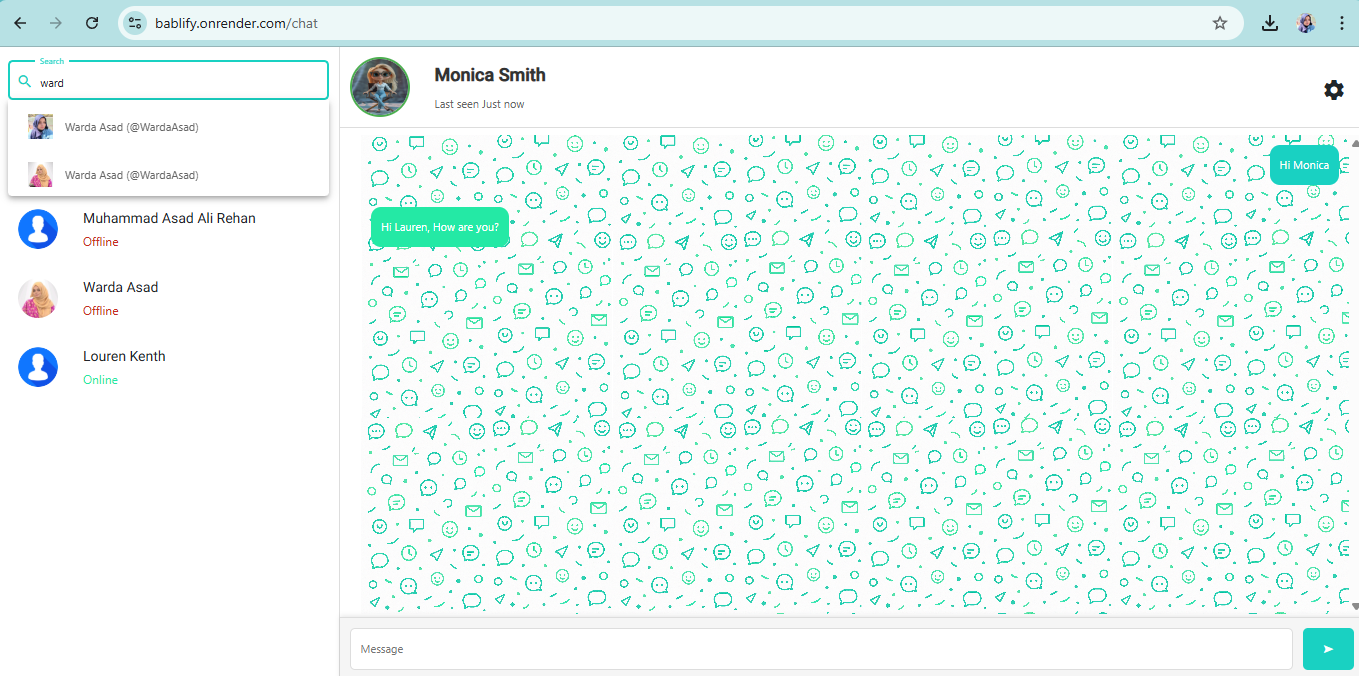 bablify.onrender.com/chat
Search
ward
Warda Asad (@WardaAsad)
Warda Asad (@WardaAsad)
Muhammad Asad Ali Rehan
Offline
Warda Asad
Offline
Louren Kenth
Online
Monica Smith
Last seen Just now
Hi Monica
Hi Lauren, How are you?
Message